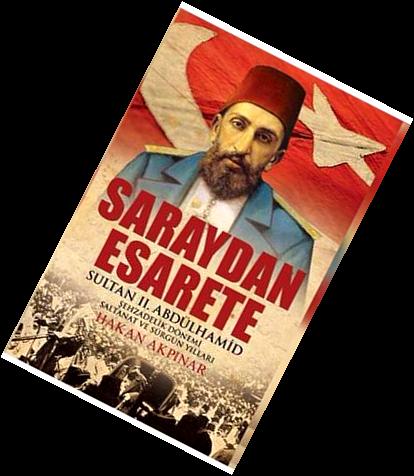 SARAYDAN
ESARETE
SULTAN II. ABDÜLHAMİD
ŞEHZADELİK DÖNEMİ
SALTANAT VE SÜRGÜN YILLARI
HAKAN AKPINAR